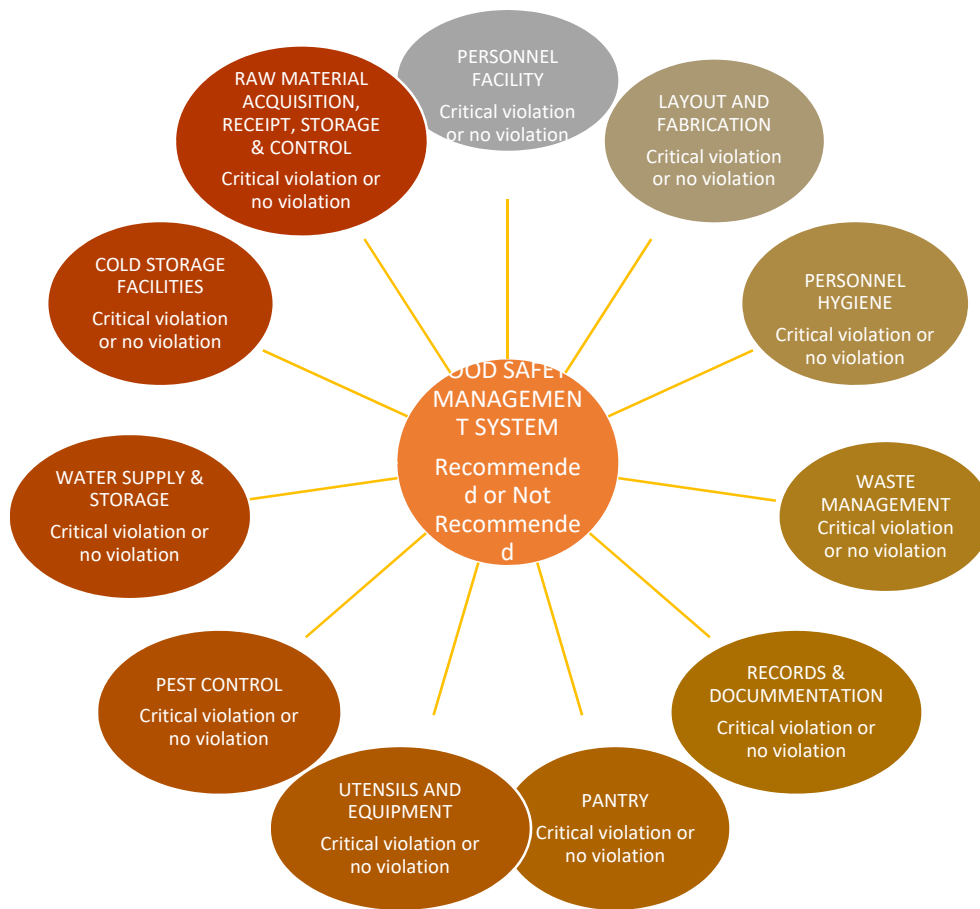 PERSONNEL
FACILITY
Critical violation
or no violation
LAYOUT AND
FABRICATION
Critical violation
or no violation
PERSONNEL
HYGIENE
Critical violation or
no violation
WASTE
MANAGEMENT
Critical violation
or no violation
RECORDS &
DOCUMMENTATION
Critical violation or
no violation
PANTRY
Critical violation or
no violation
UTENSILS AND
EQUIPMENT
Critical violation or
no violation
PEST CONTROL
Critical violation or
no violation
WATER SUPPLY &
STORAGE
Critical violation or
no violation
COLD STORAGE
FACILITIES
Critical violation
or no violation
RAW MATERIAL
ACQUISITION,
RECEIPT, STORAGE
& CONTROL
Critical violation or
no violation
OOD SAFET
MANAGEMEN
T SYSTEM
Recommende
d or Not
Recommende
d